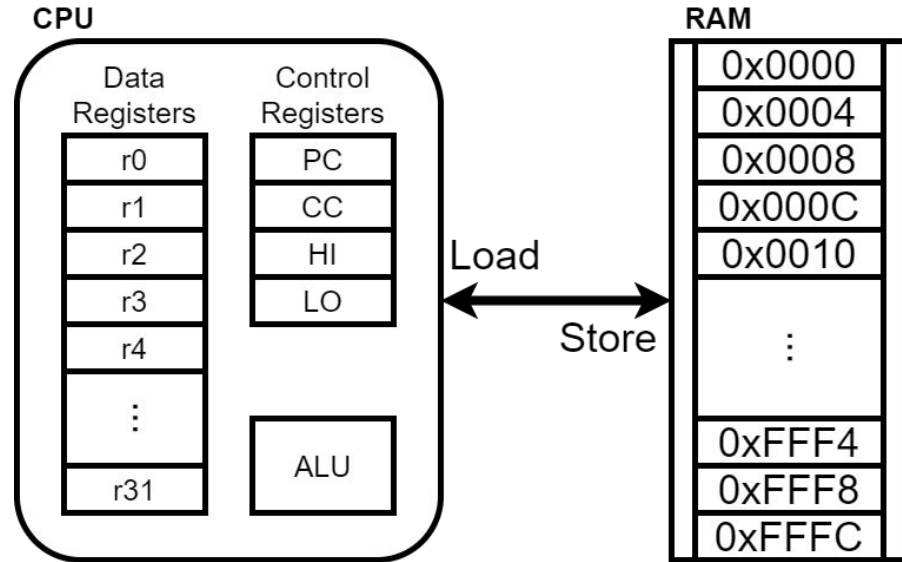 CPU
Data
Registers
r0
r1
r2
r3
r4
⋮
r31
Control
Registers
PC
CC
HI
LO
ALU
Load
Store
RAM
0x0000
0x0004
0x0008
0x000C
0x0010
⋮
0xFFF4
0xFFF8
0xFFFC